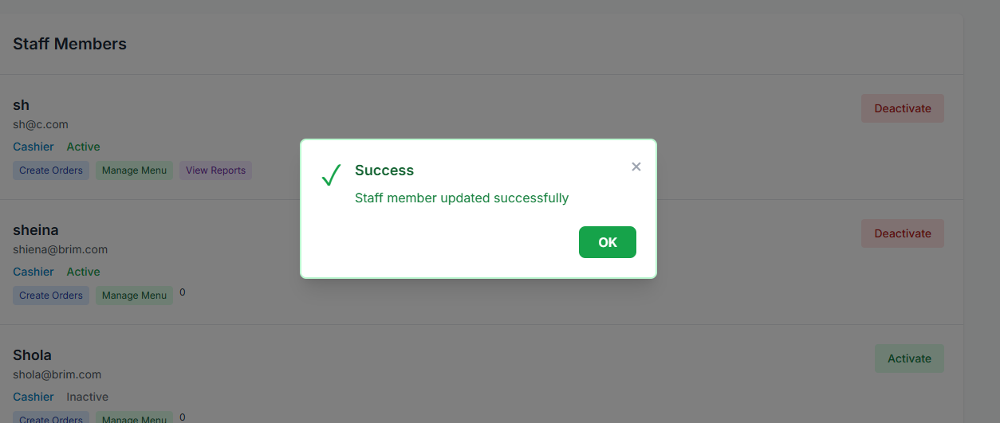 Staff Members
sh
Deactivate
sh@c.com
Cashier Active
Create Orders Manage Menu View Reports
Success
×
Staff member updated successfully
OK
sheina
Deactivate
shiena@brim.com
Cashier Active
Create Orders Manage Menu 0
Shola
Activate
shola@brim.com
Cashier Inactive
Create Orders Manage Menu 0